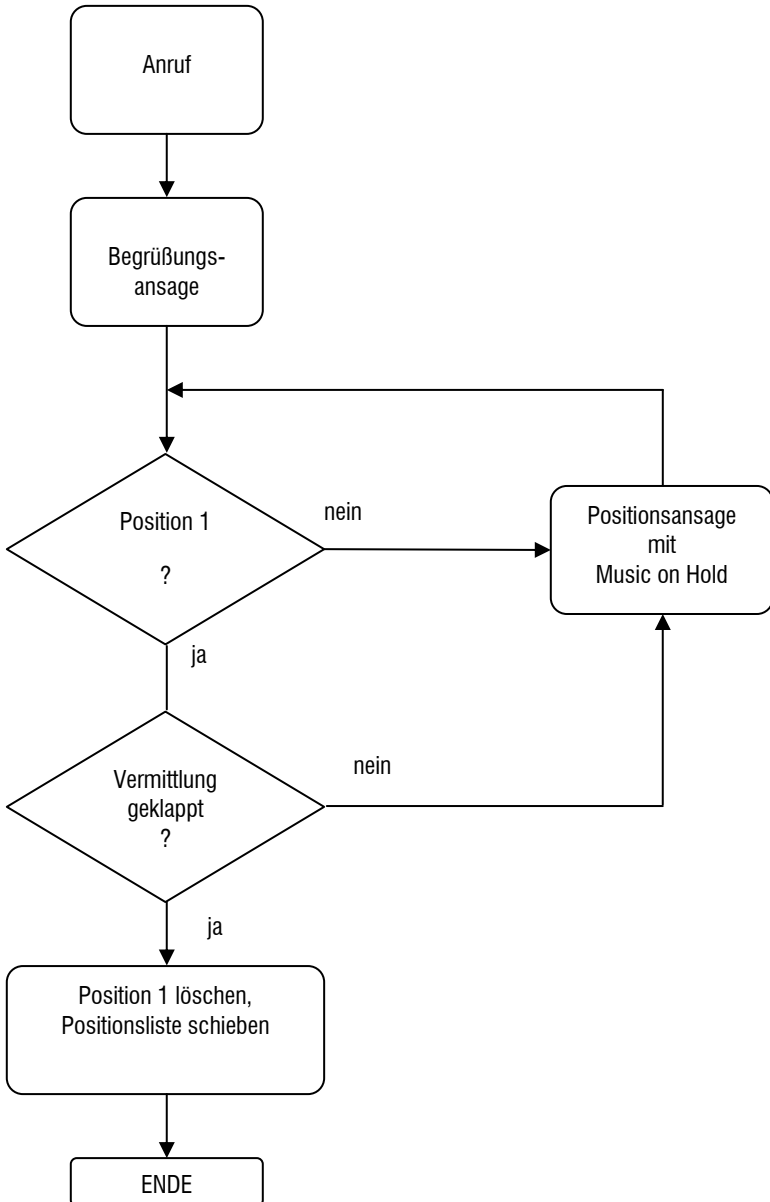 Anruf
Begrüßungs-
ansage
Position 1
?
nein
Positionsansage
mit
Music on Hold
ja
Vermittlung
geklappt
?
nein
ja
Position 1 löschen,
Positionsliste schieben
ENDE